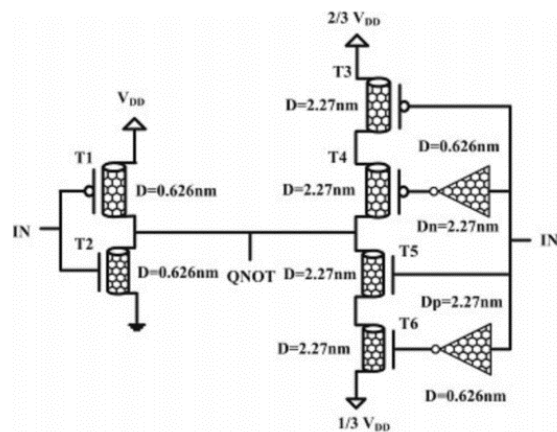 2/3 VDD
T3
VDD
D=2.27nm
D=0.626nm
T1
T4
D=0.626nm
D=2.27nm
IN
T2
Dn=2.27nm
IN
T5
D=0.626nm
QNOT
D=2.27nm
Dp=2.27nm
T6
D=2.27nm
D=0.626nm
1/3 VDD